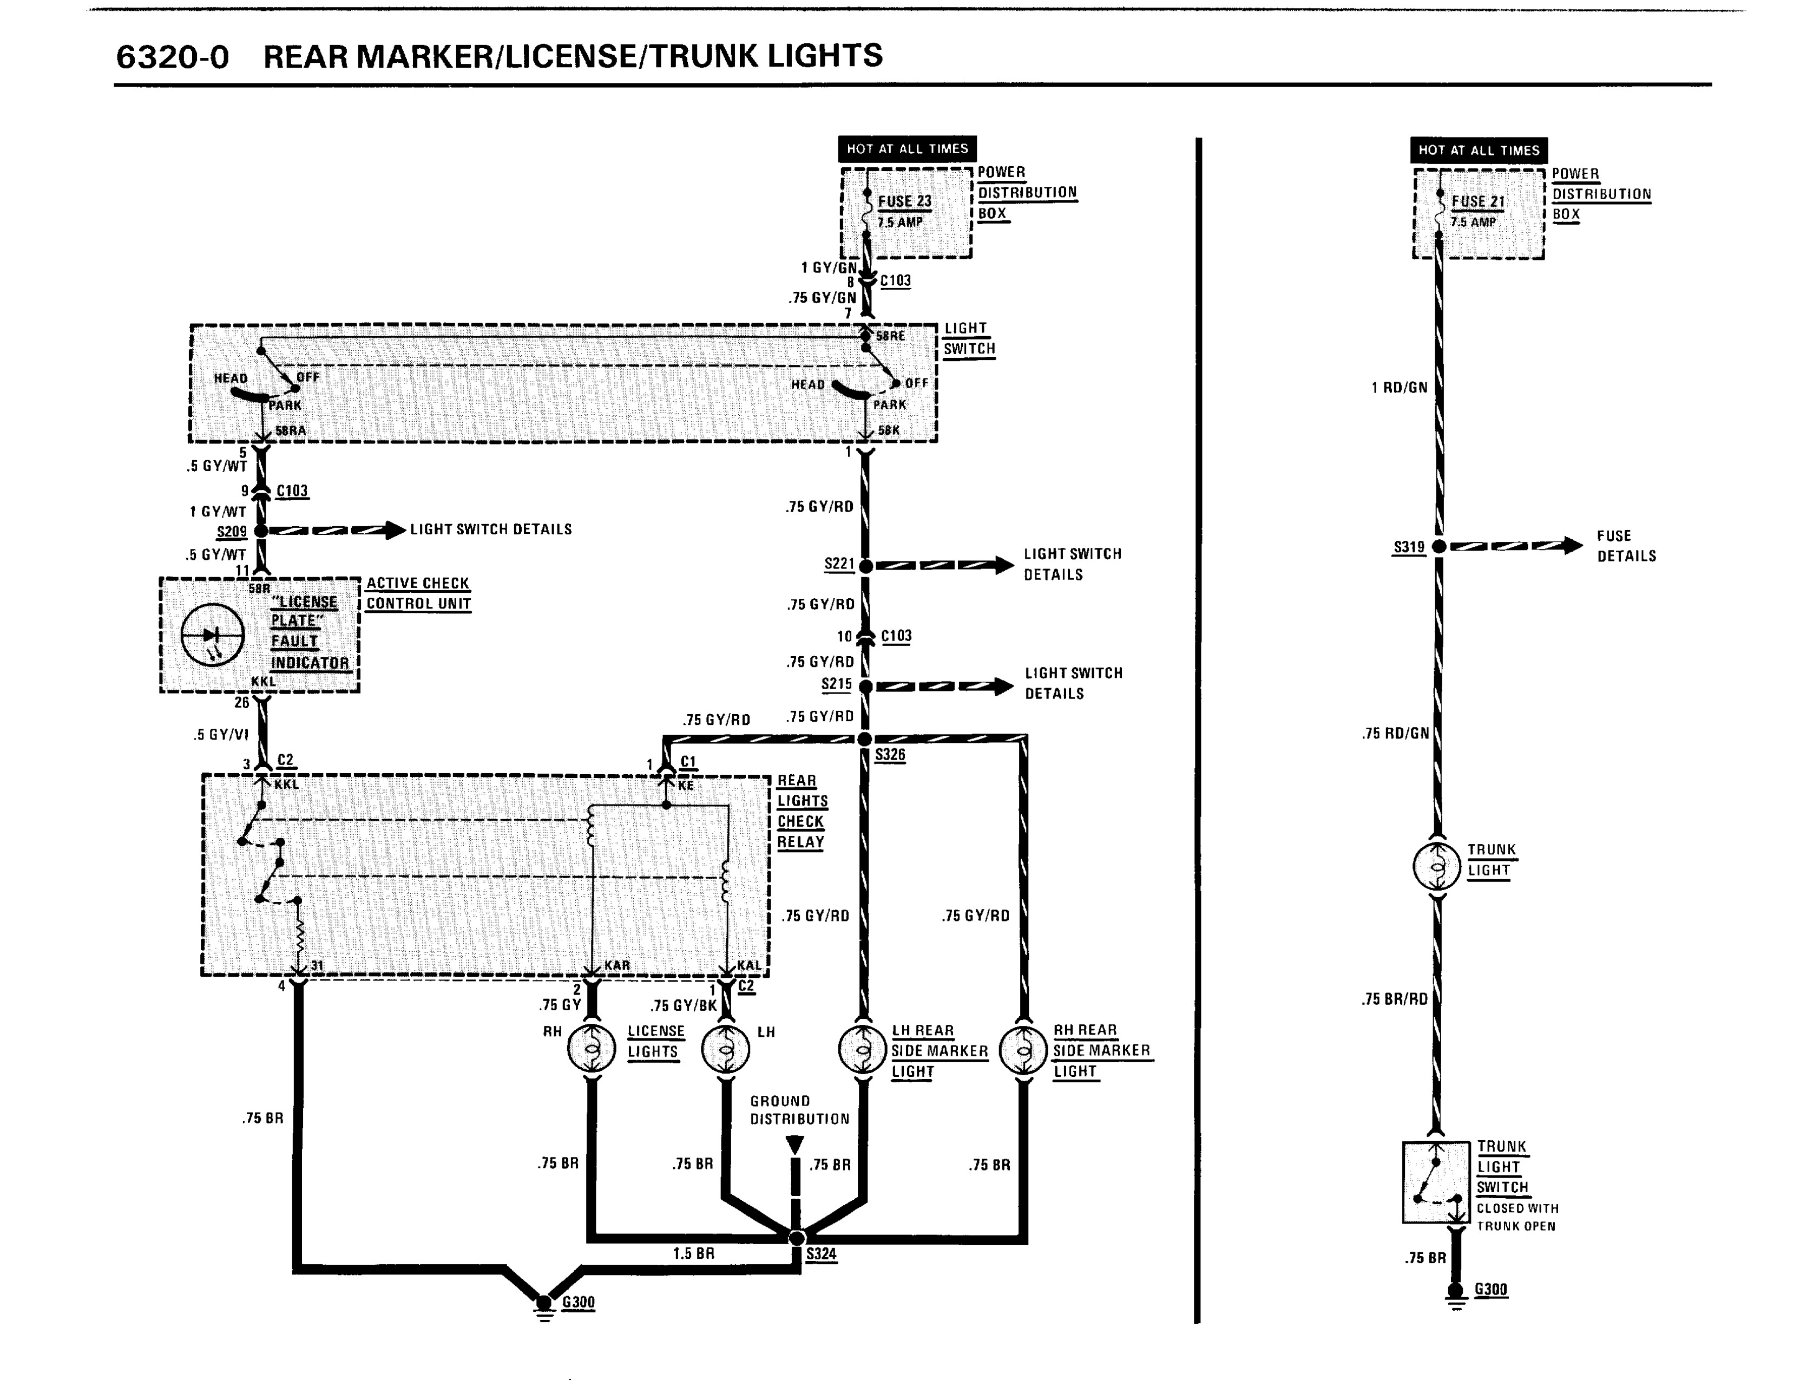 6320-0 REAR MARKER/LICENSE/TRUNK LIGHTS
HOT AT ALL TIMES
POWER
DISTRIBUTION
BOX
FUSE 23
7.5 AMP
1 GY/GN
8
C103
.75 GY/GN
7
LIGHT
SWITCH
58RE
HEAD
OFF
PARK
58RA
HEAD
OFF
PARK
58K
5
.5 GY/WT
9
C103
1 GY/WT
S209
LIGHT SWITCH DETAILS
.5 GY/WT
11
58R
ACTIVE CHECK
CONTROL UNIT
"LICENSE
PLATE"
FAULT
INDICATOR
KKL
26
.5 GY/VI
3
C2
KKL
1
.75 GY/RD
S221
LIGHT SWITCH
DETAILS
.75 GY/RD
10
C103
.75 GY/RD
S215
LIGHT SWITCH
DETAILS
.75 GY/RD
.75 GY/RD
S326
1
C1
KE
REAR
LIGHTS
CHECK
RELAY
.75 GY/RD
.75 GY/RD
31
KAR
KAL
4
2
1
C2
.75 GY
.75 GY/BK
RH
LICENSE
LIGHTS
LH
LH REAR
SIDE MARKER
LIGHT
RH REAR
SIDE MARKER
LIGHT
GROUND
DISTRIBUTION
.75 BR
.75 BR
.75 BR
.75 BR
.75 BR
1.5 BR
S324
G300
HOT AT ALL TIMES
POWER
DISTRIBUTION
BOX
FUSE 21
7.5 AMP
1 RD/GN
S319
FUSE
DETAILS
.75 RD/GN
TRUNK
LIGHT
.75 BR/RD
TRUNK
LIGHT
SWITCH
CLOSED WITH
TRUNK OPEN
.75 BR
G300